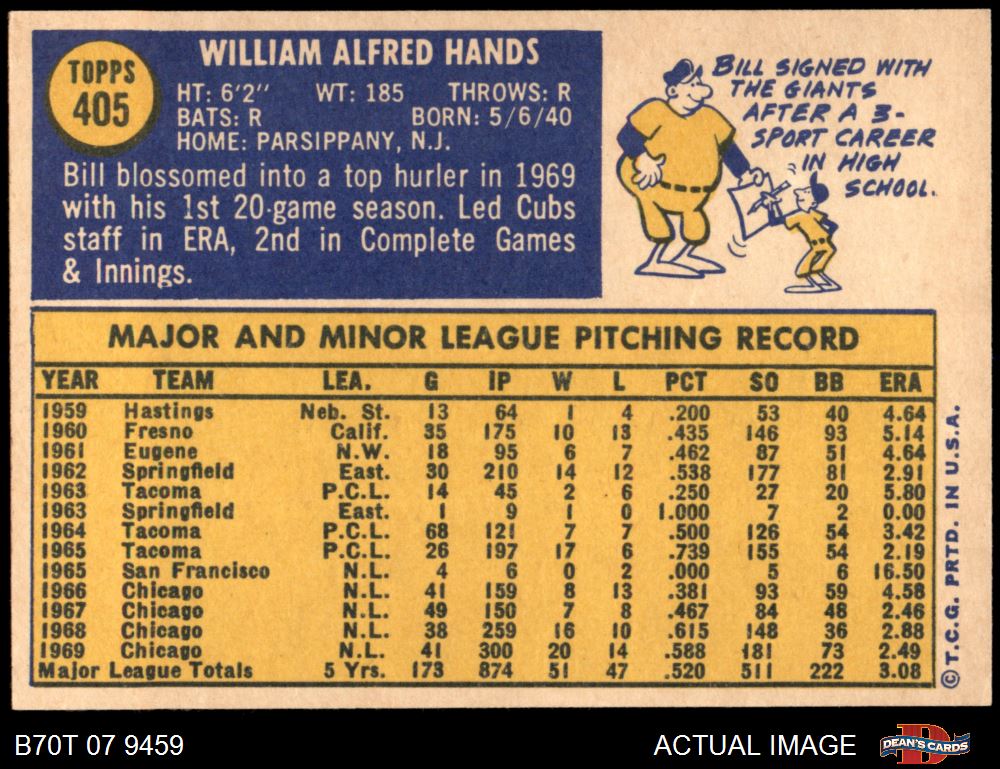 TOPPS
405
WILLIAM ALFRED HANDS
HT: 6'2" WT: 185 THROWS: R
BATS: R BORN: 5/6/40
HOME: PARSIPPANY, N.J.
Bill blossomed into a top hurler in 1969
with his 1st 20-game season. Led Cubs
staff in ERA, 2nd in Complete Games
& Innings.
BILL SIGNED WITH
THE GIANTS
AFTER A 3-
SPORT CAREER
IN HIGH
SCHOOL.
MAJOR AND MINOR LEAGUE PITCHING RECORD
YEAR TEAM LEA. G IP W L PCT SO BB ERA
1959 Hastings Neb. St. 13 64 1 4 .200 53 40 4.64
1960 Fresno Calif. 35 175 10 13 .435 146 93 5.14
1961 Eugene N.W. 18 95 6 7 .462 87 51 4.64
1962 Springfield East. 30 210 14 12 .538 177 81 2.91
1963 Tacoma P.C.L. 14 45 2 6 .250 27 20 5.80
1963 Springfield East. 1 9 1 0 1.000 7 2 0.00
1964 Tacoma P.C.L. 68 121 7 7 .500 126 54 3.42
1965 Tacoma P.C.L. 26 197 17 6 .739 155 54 2.19
1965 San Francisco N.L. 4 6 0 2 .000 5 6 16.50
1966 Chicago N.L. 41 159 8 13 .381 93 59 4.58
1967 Chicago N.L. 49 150 7 8 .467 84 48 2.46
1968 Chicago N.L. 38 259 16 10 .615 148 36 2.88
1969 Chicago N.L. 41 300 20 14 .588 181 73 2.49
Major League Totals 5 Yrs. 173 874 51 47 .520 511 222 3.08
© T.C.G. PRTD. IN U.S.A.
B70T 07 9459
ACTUAL IMAGE
DEAN'S CARDS